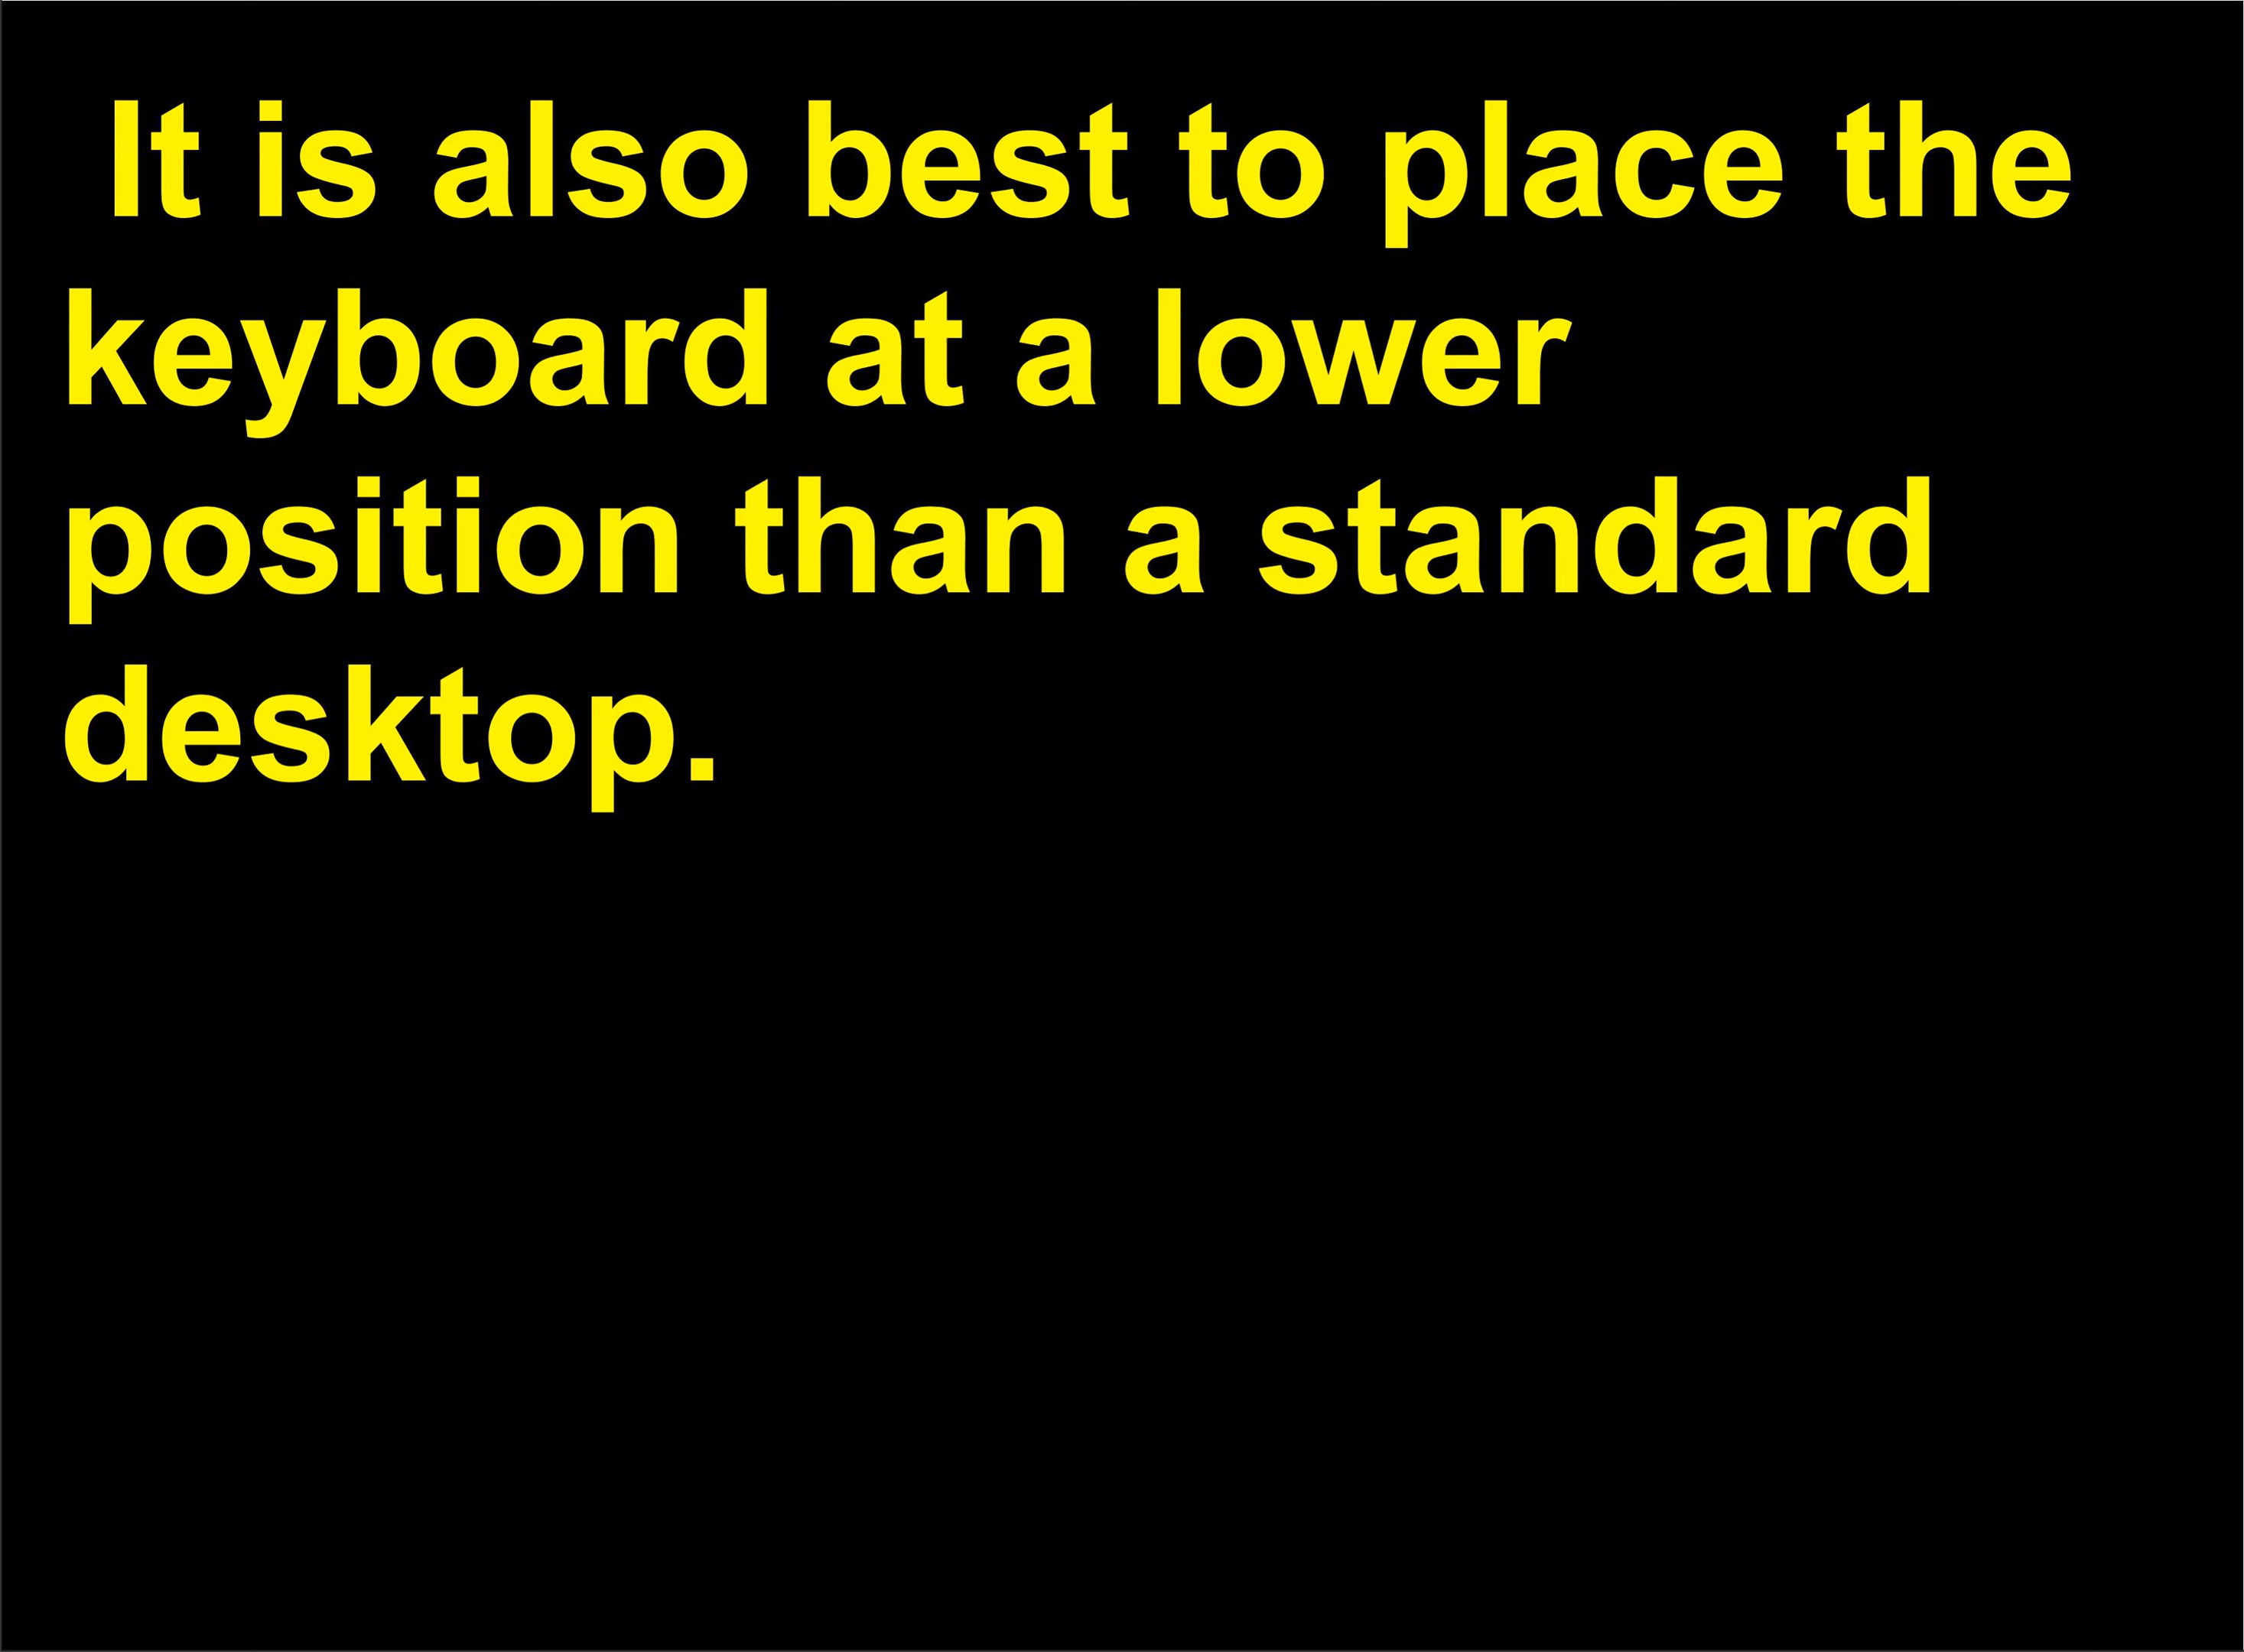 It is also best to place the
keyboard at a lower
position than a standard
desktop.